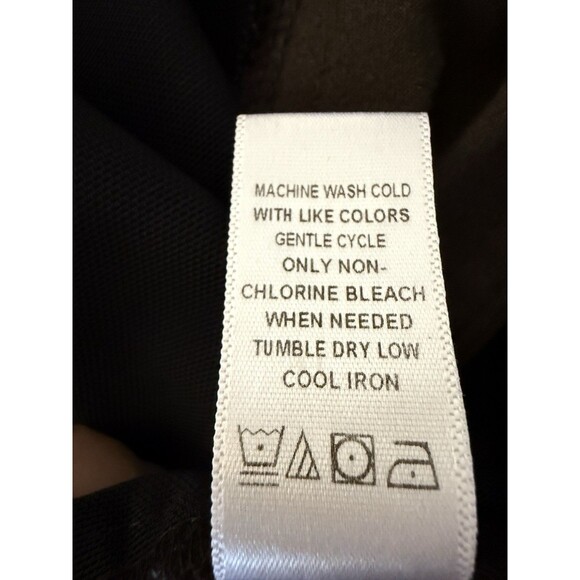 MACHINE WASH COLD
WITH LIKE COLORS
GENTLE CYCLE
ONLY NON-
CHLORINE BLEACH
WHEN NEEDED
TUMBLE DRY LOW
COOL IRON